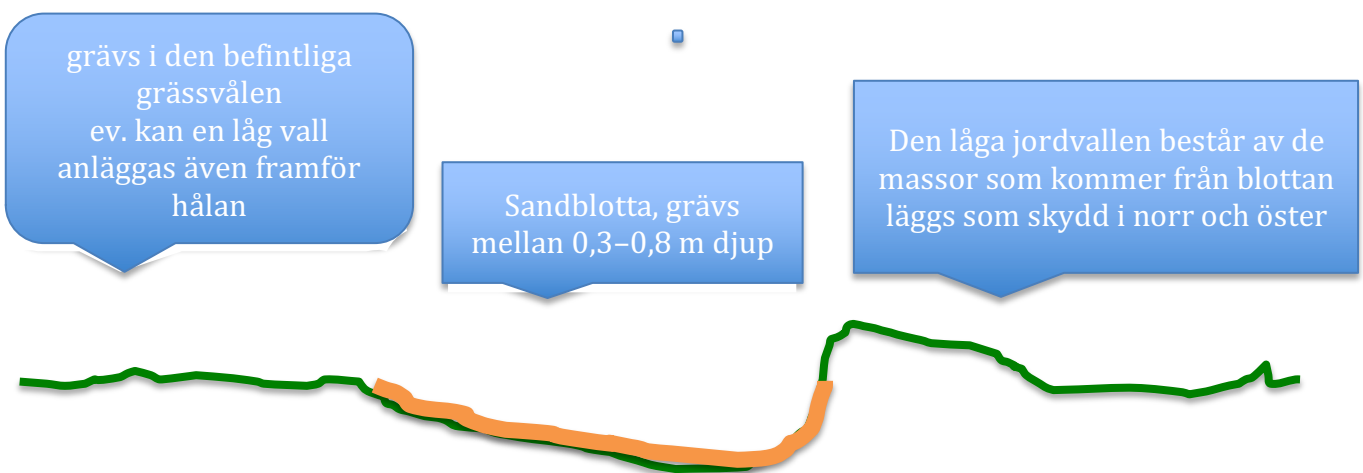 grävs i den befintliga
grässvålen
ev. kan en låg vall
anläggas även framför
hålan
Sandblotta, grävs
mellan 0,3–0,8 m djup
Den låga jordvallen består av de
massor som kommer från blottan
läggs som skydd i norr och öster